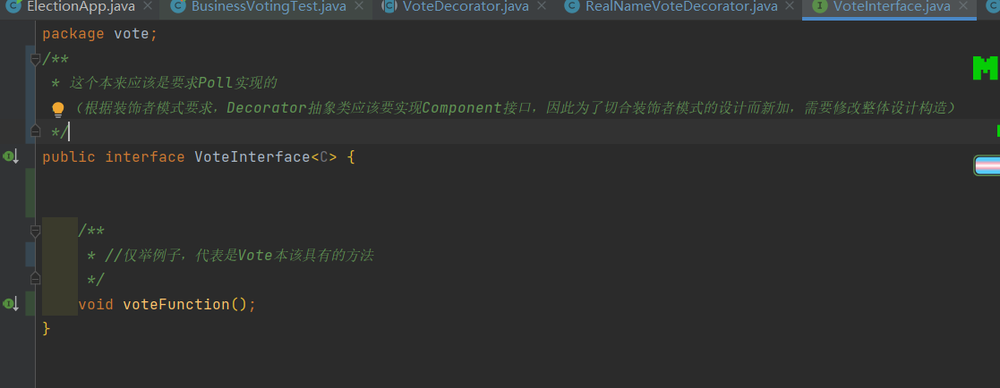 ElectionApp.java BusinessVotingTest.java VoteDecorator.java RealNameVoteDecorator.java VoteInterface.java
package vote;
/**
* 这个本来应该是要求Poll实现的
（根据装饰者模式要求，Decorator抽象类应该要实现Component接口，因此为了切合装饰者模式的设计而新加，需要修改整体设计构造）
*/
public interface VoteInterface<C> {
/**
* //仅举例子，代表是Vote本该具有的方法
*/
void voteFunction();
}